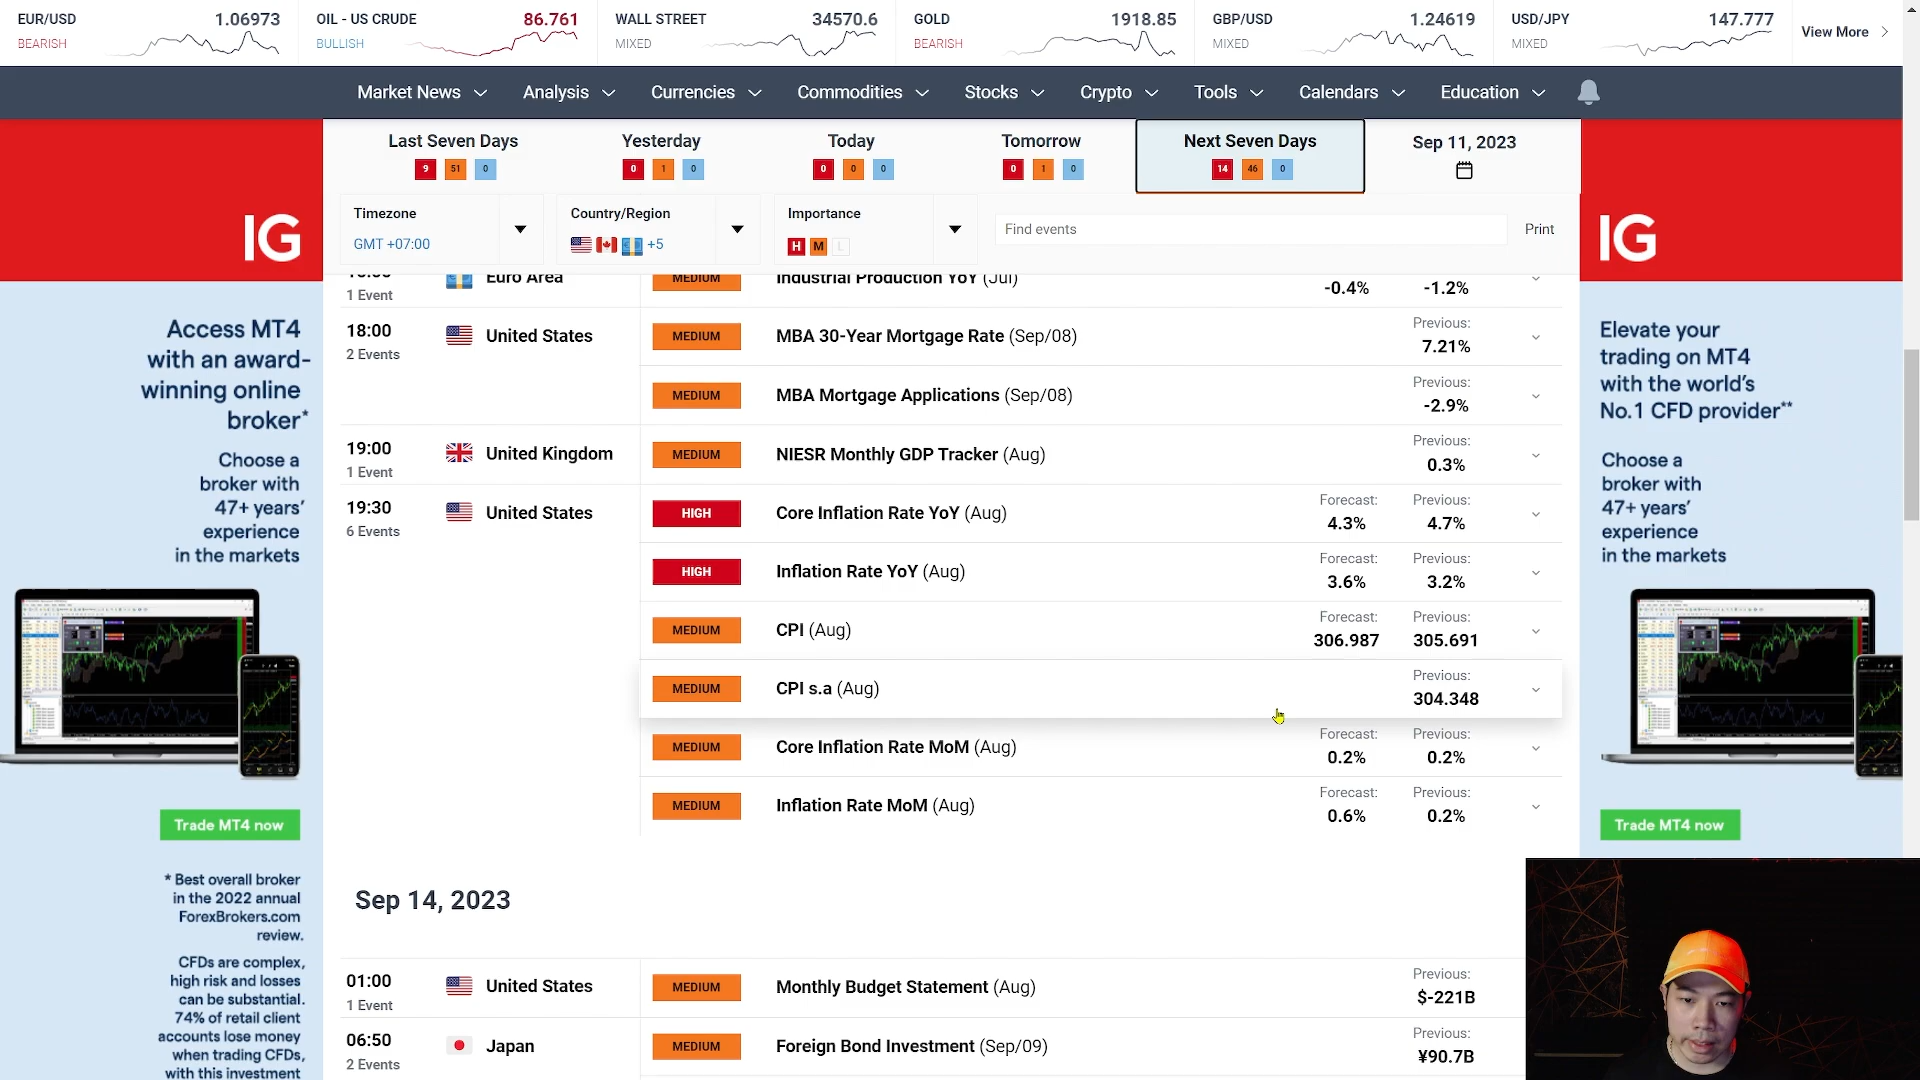 EUR/USD 1.06973
BEARISH
OIL - US CRUDE 86.761
BULLISH
WALL STREET 34570.6
MIXED
GOLD 1918.85
BEARISH
GBP/USD 1.24619
MIXED
USD/JPY 147.777
MIXED
View More
Market News Analysis Currencies Commodities Stocks Crypto Tools Calendars Education
Last Seven Days
9 51 0
Yesterday
0 1 0
Today
0 0 0
Tomorrow
0 1 0
Next Seven Days
14 46 0
Sep 11, 2023
Timezone
GMT +07:00
Country/Region
+5
Importance
H M L
Find events
Print
Euro Area MEDIUM Industrial Production YoY (Jul)
1 Event -0.4% -1.2%
18:00 United States MEDIUM MBA 30-Year Mortgage Rate (Sep/08) Previous:
2 Events 7.21%
MEDIUM MBA Mortgage Applications (Sep/08) Previous:
-2.9%
19:00 United Kingdom MEDIUM NIESR Monthly GDP Tracker (Aug) Previous:
1 Event 0.3%
19:30 United States HIGH Core Inflation Rate YoY (Aug) Forecast: Previous:
6 Events 4.3% 4.7%
HIGH Inflation Rate YoY (Aug) Forecast: Previous:
3.6% 3.2%
MEDIUM CPI (Aug) Forecast: Previous:
306.987 305.691
MEDIUM CPI s.a (Aug) Previous:
304.348
MEDIUM Core Inflation Rate MoM (Aug) Forecast: Previous:
0.2% 0.2%
MEDIUM Inflation Rate MoM (Aug) Forecast: Previous:
0.6% 0.2%
Sep 14, 2023
01:00 United States MEDIUM Monthly Budget Statement (Aug) Previous:
1 Event $-221B
06:50 Japan MEDIUM Foreign Bond Investment (Sep/09) Previous:
2 Events ¥90.7B
IG
Access MT4
with an award-
winning online
broker*
Choose a
broker with
47+ years'
experience
in the markets
Trade MT4 now
* Best overall broker
in the 2022 annual
ForexBrokers.com
review.
CFDs are complex,
high risk and losses
can be substantial.
74% of retail client
accounts lose money
when trading CFDs,
with this investment
IG
Elevate your
trading on MT4
with the world's
No.1 CFD provider**
Choose a
broker with
47+ years'
experience
in the markets
Trade MT4 now